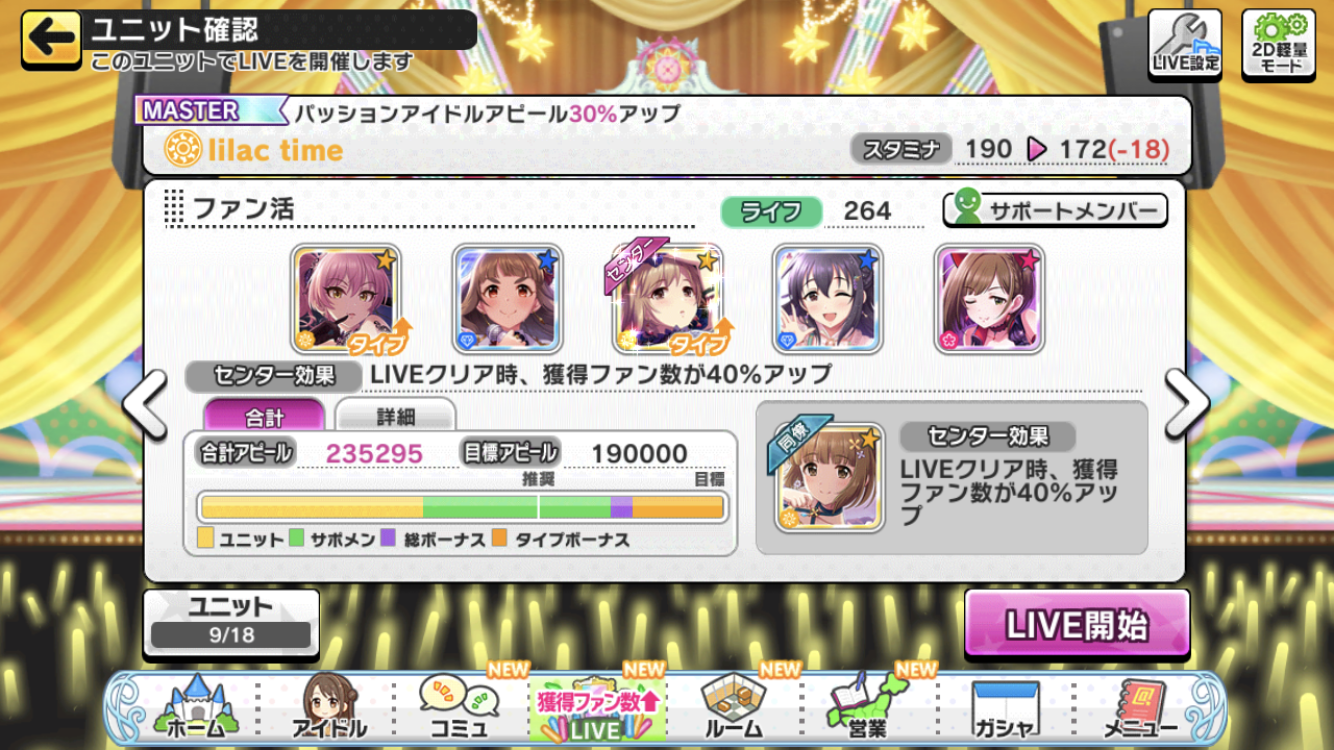 ユニット確認
このユニットでLIVEを開催します
LIVE設定
2D軽量
モード
MASTER
パッションアイドルアピール30%アップ
lilac time
スタミナ 190 172(-18)
ファン活
ライフ 264
サポートメンバー
センター
タイプ
タイプ
センター効果 LIVEクリア時、獲得ファン数が40%アップ
合計 詳細
合計アピール 235295 目標アピール 190000
推奨 目標
ユニット サポメン 総ボーナス タイプボーナス
同僚
センター効果
LIVEクリア時、獲得
ファン数が40%アッ
プ
ユニット
9/18
LIVE開始
NEW NEW NEW NEW
獲得ファン数
ホーム アイドル コミュ LIVE ルーム 営業 ガシャ メニュー